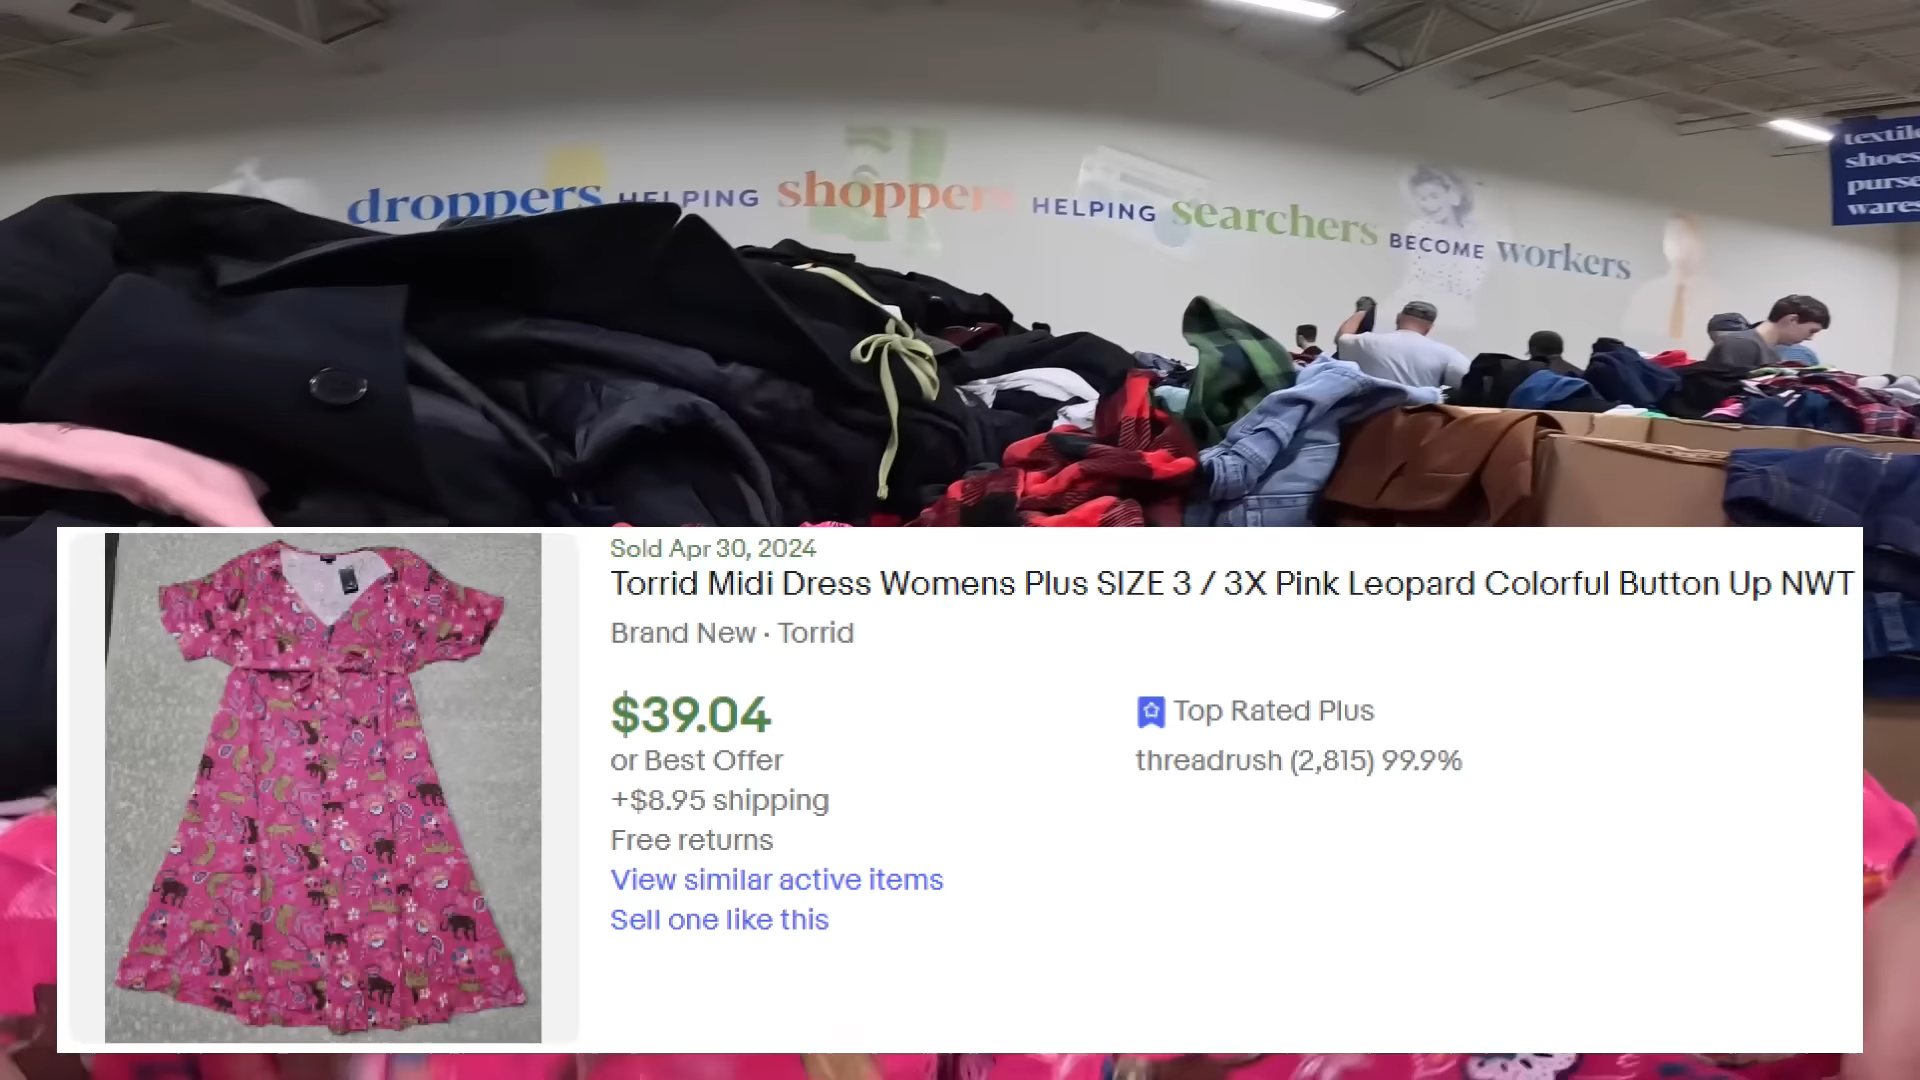 droppers HELPING shoppers HELPING searchers BECOME workers
textile
shoes
purse
wares
Sold Apr 30, 2024
Torrid Midi Dress Womens Plus SIZE 3 / 3X Pink Leopard Colorful Button Up NWT
Brand New · Torrid
$39.04
or Best Offer
+$8.95 shipping
Free returns
View similar active items
Sell one like this
Top Rated Plus
threadrush (2,815) 99.9%